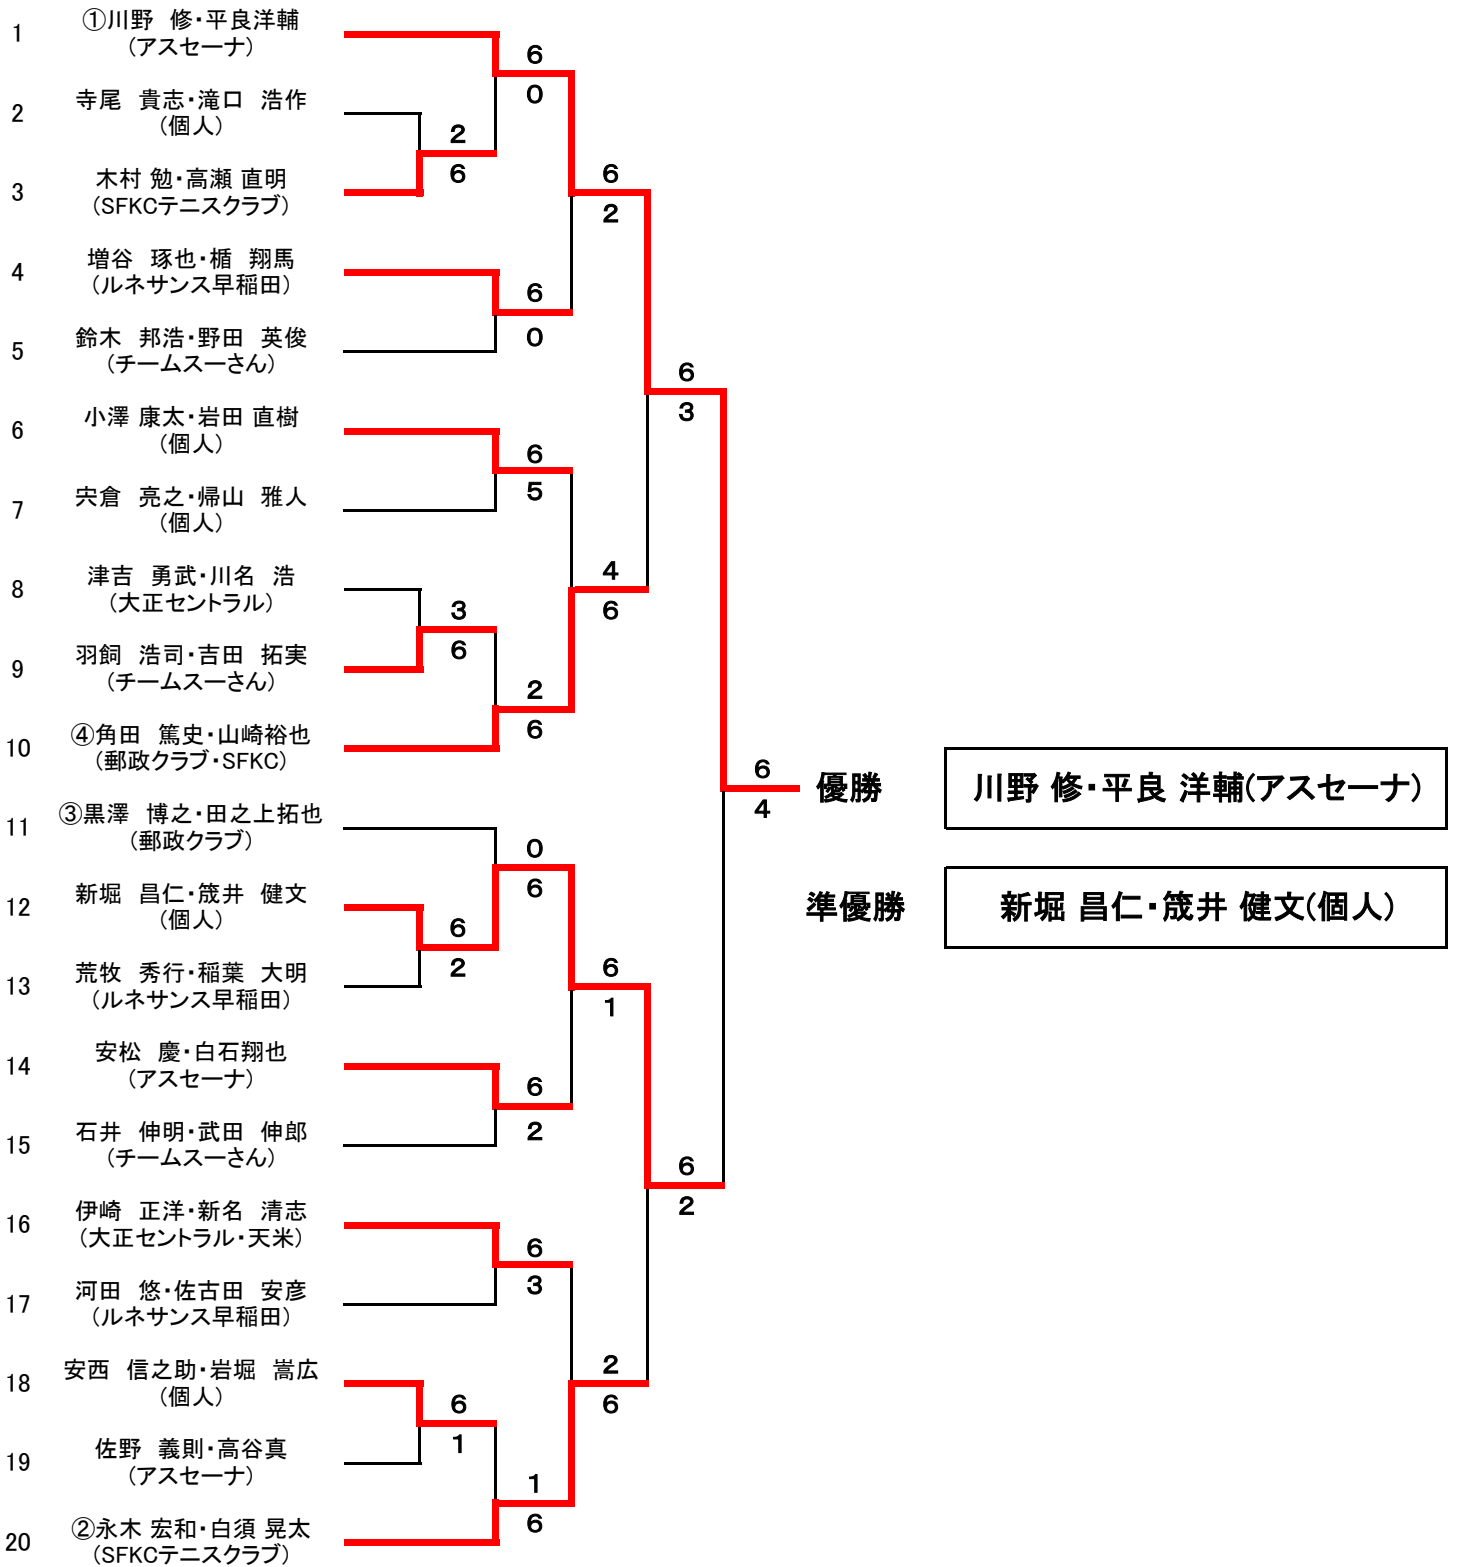 1 ①川野　修・平良洋輔
(アスセーナ)
6
0
2 寺尾　貴志・滝口　浩作
(個人)
2
6
3 木村 勉・高瀬 直明
(SFKCテニスクラブ)
6
2
4 増谷　琢也・楯　翔馬
(ルネサンス早稲田)
6
0
5 鈴木　邦浩・野田　英俊
(チームスーさん)
6
3
6 小澤 康太・岩田 直樹
(個人)
6
5
7 宍倉　亮之・帰山　雅人
(個人)
8 津吉　勇武・川名　浩
(大正セントラル)
4
6
3
6
9 羽飼　浩司・吉田　拓実
(チームスーさん)
2
6
10 ④角田　篤史・山崎裕也
(郵政クラブ・SFKC)
6
4
優勝 川野 修・平良 洋輔(アスセーナ)
11 ③黒澤　博之・田之上拓也
(郵政クラブ)
0
6
12 新堀　昌仁・筬井　健文
(個人)
準優勝 新堀 昌仁・筬井 健文(個人)
6
2
13 荒牧　秀行・稲葉　大明
(ルネサンス早稲田)
6
1
14 安松　慶・白石翔也
(アスセーナ)
6
2
15 石井　伸明・武田　伸郎
(チームスーさん)
6
2
16 伊崎　正洋・新名　清志
(大正セントラル・天米)
6
3
17 河田　悠・佐古田　安彦
(ルネサンス早稲田)
18 安西　信之助・岩堀　嵩広
(個人)
2
6
6
1
19 佐野　義則・高谷真
(アスセーナ)
1
6
20 ②永木 宏和・白須 晃太
(SFKCテニスクラブ)